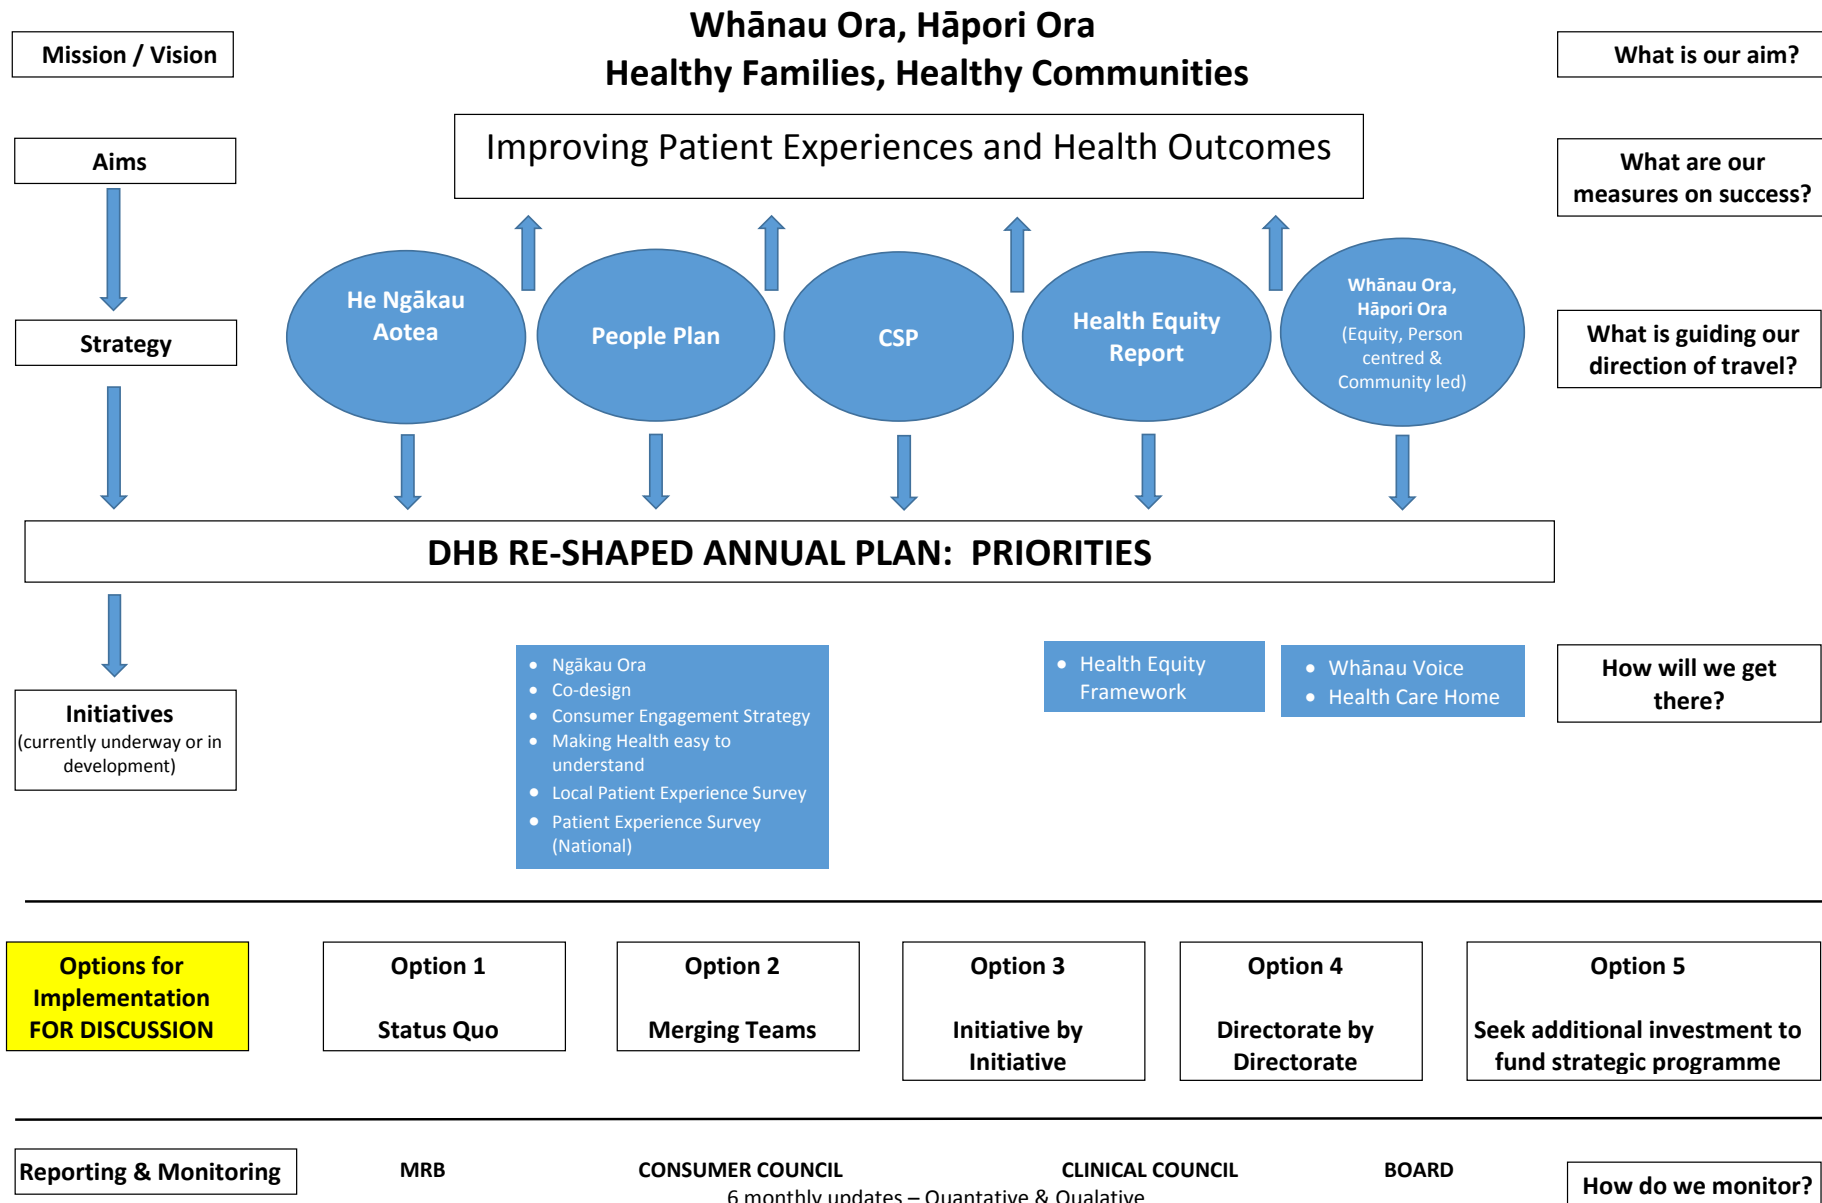 Whānau Ora, Hāpori Ora
Healthy Families, Healthy Communities
Mission / Vision
What is our aim?
Aims
Improving Patient Experiences and Health Outcomes
What are our
measures on success?
Strategy
He Ngākau
Aotea
People Plan
CSP
Health Equity
Report
Whānau Ora,
Hāpori Ora
(Equity, Person
centred &
Community led)
What is guiding our
direction of travel?
DHB RE-SHAPED ANNUAL PLAN: PRIORITIES
Initiatives
(currently underway or in
development)
• Ngākau Ora
• Co-design
• Consumer Engagement Strategy
• Making Health easy to
understand
• Local Patient Experience Survey
• Patient Experience Survey
(National)
• Health Equity
Framework
• Whānau Voice
• Health Care Home
How will we get
there?
Options for
Implementation
FOR DISCUSSION
Option 1
Status Quo
Option 2
Merging Teams
Option 3
Initiative by
Initiative
Option 4
Directorate by
Directorate
Option 5
Seek additional investment to
fund strategic programme
Reporting & Monitoring
MRB
CONSUMER COUNCIL
CLINICAL COUNCIL
BOARD
6 monthly updates – Quantative & Qualative
How do we monitor?